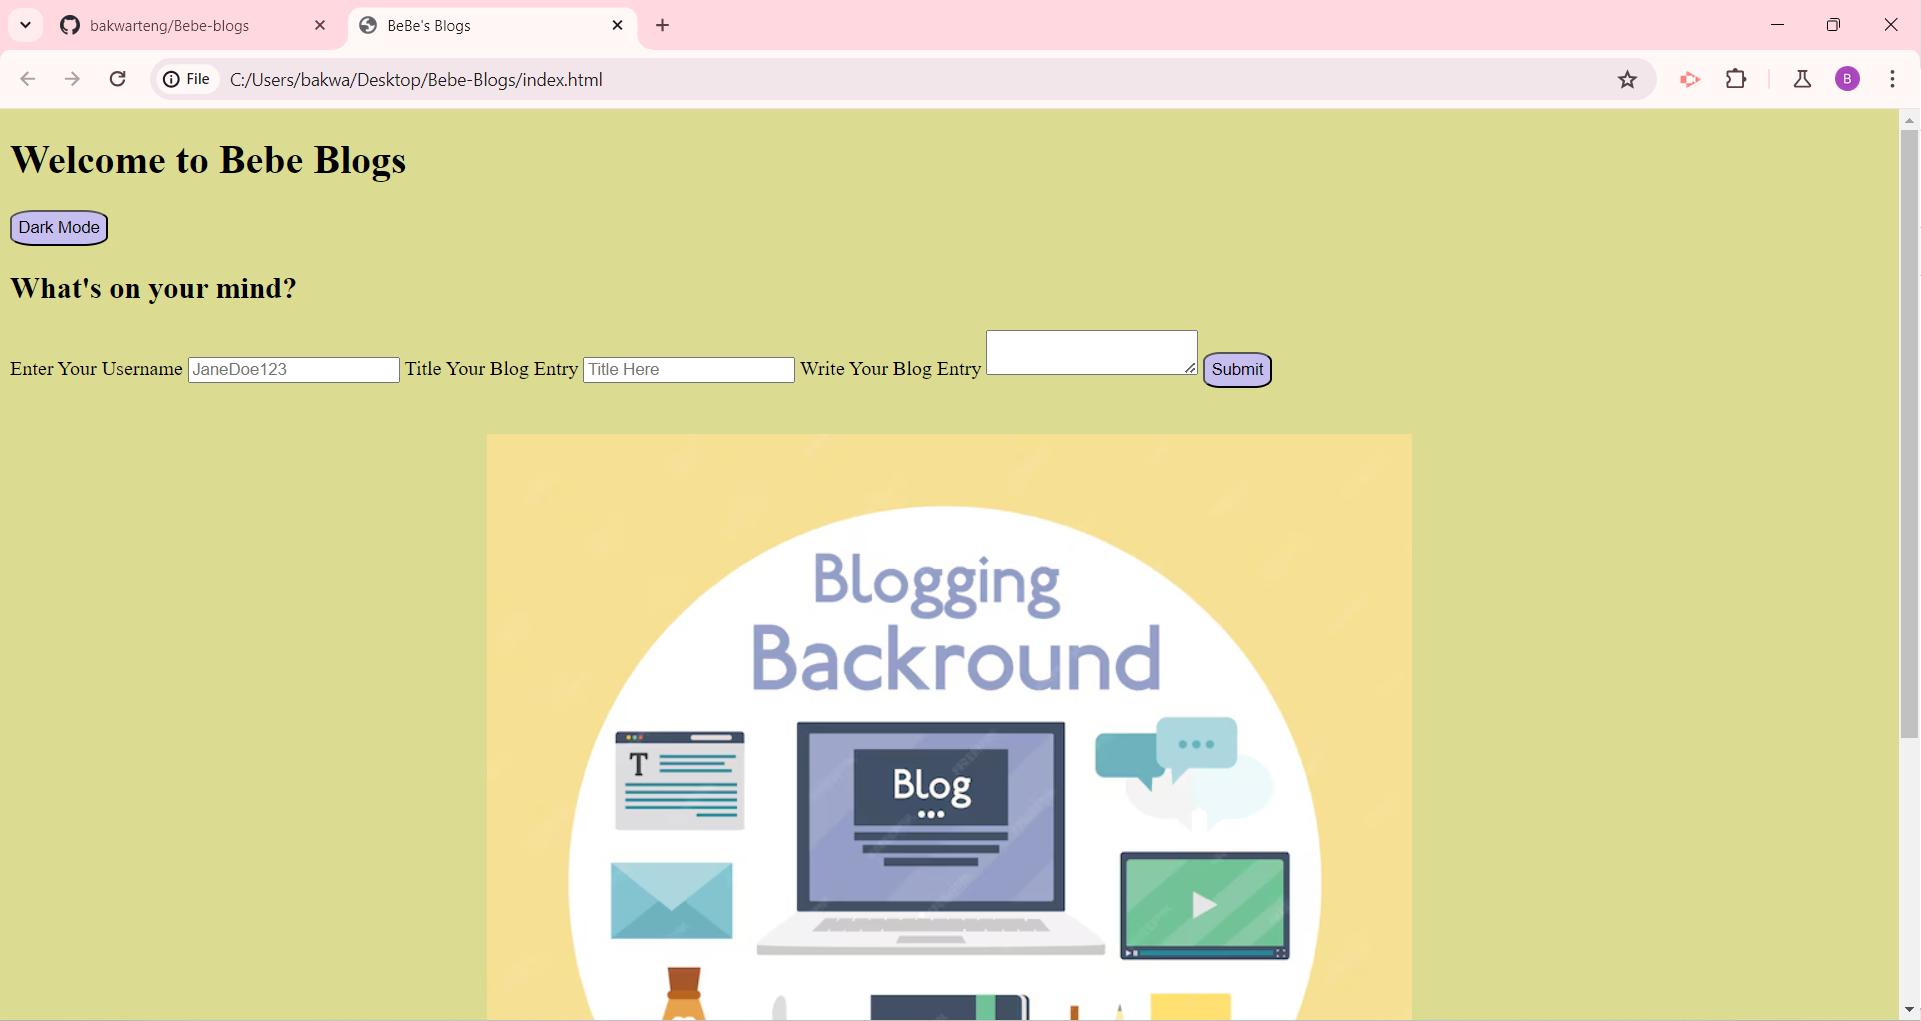 bakwarteng/Bebe-blogs
BeBe's Blogs
File
C:/Users/bakwa/Desktop/Bebe-Blogs/index.html
B
Welcome to Bebe Blogs
Dark Mode
What's on your mind?
Enter Your Username JaneDoe123 Title Your Blog Entry Title Here Write Your Blog Entry Submit
Blogging
Backround
T
Blog